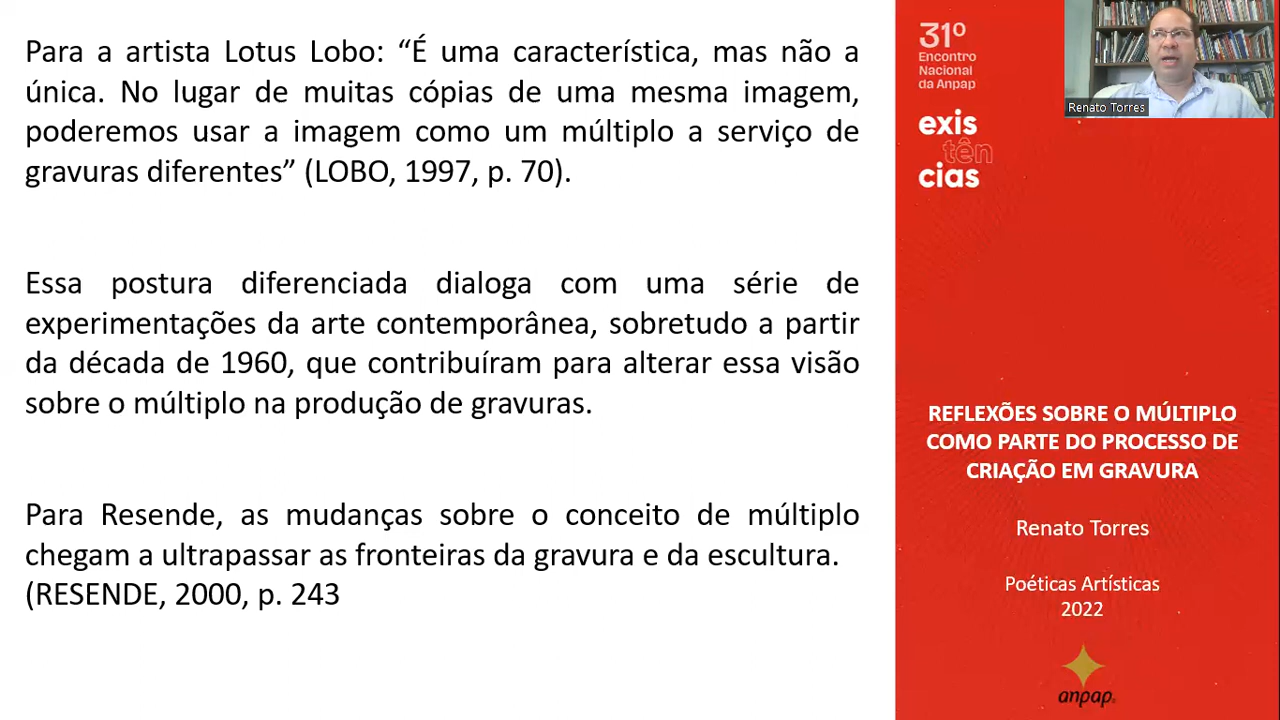 Para a artista Lotus Lobo: “É uma característica, mas não a
única. No lugar de muitas cópias de uma mesma imagem,
poderemos usar a imagem como um múltiplo a serviço de
gravuras diferentes” (LOBO, 1997, p. 70).
Essa postura diferenciada dialoga com uma série de
experimentações da arte contemporânea, sobretudo a partir
da década de 1960, que contribuíram para alterar essa visão
sobre o múltiplo na produção de gravuras.
Para Resende, as mudanças sobre o conceito de múltiplo
chegam a ultrapassar as fronteiras da gravura e da escultura.
(RESENDE, 2000, p. 243
31º
Encontro
Nacional
da Anpap
exis
tên
cias
Renato Torres
REFLEXÕES SOBRE O MÚLTIPLO
COMO PARTE DO PROCESSO DE
CRIAÇÃO EM GRAVURA
Renato Torres
Poéticas Artísticas
2022
anpap